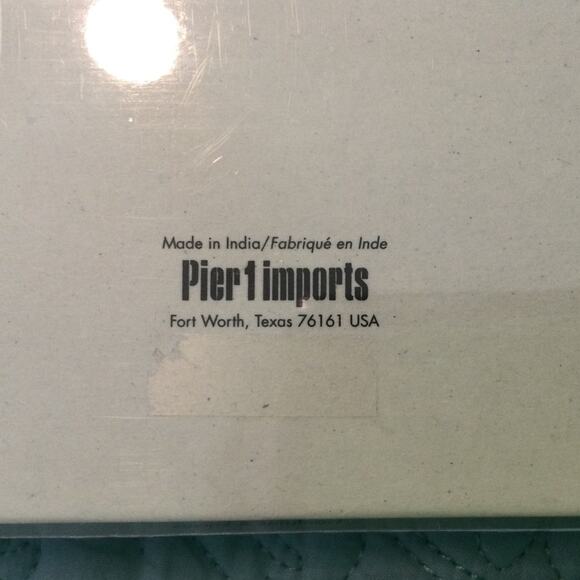 Made in India/Fabriqué en Inde
Pier 1 imports
Fort Worth, Texas 76161 USA